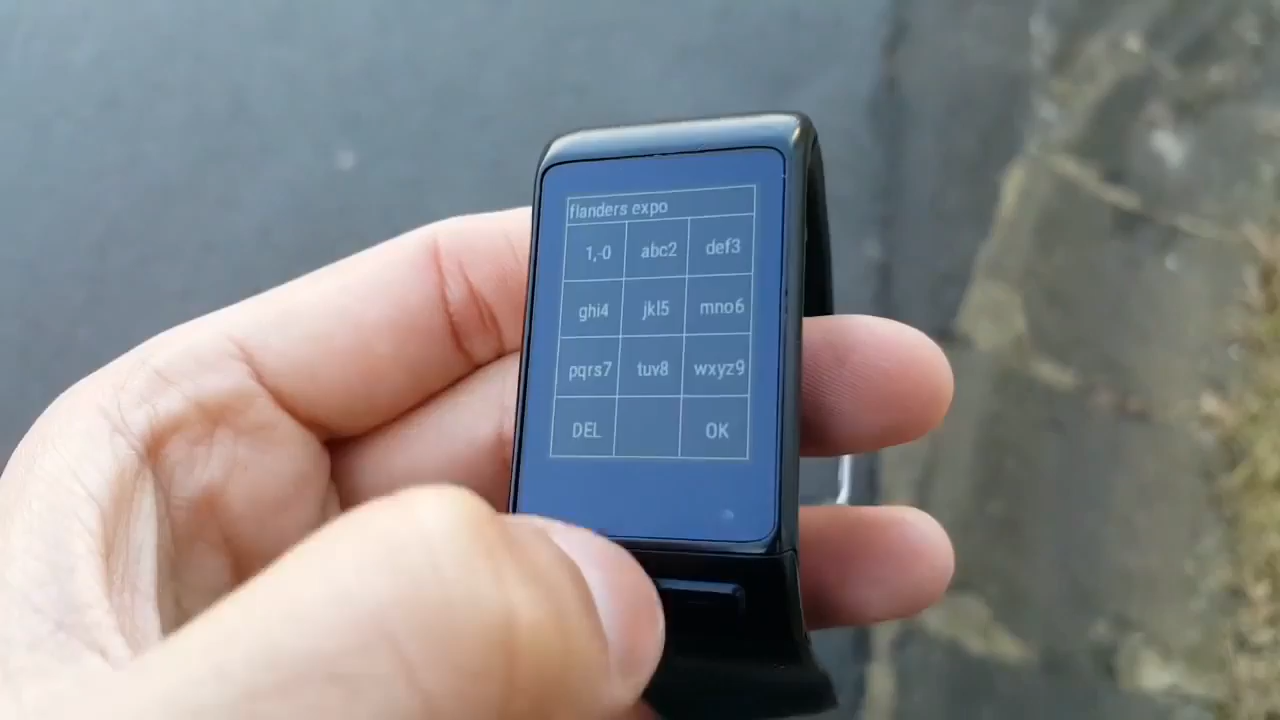 flanders expo
1,-0 abc2 def3
ghi4 jkl5 mno6
pqrs7 tuv8 wxyz9
DEL OK